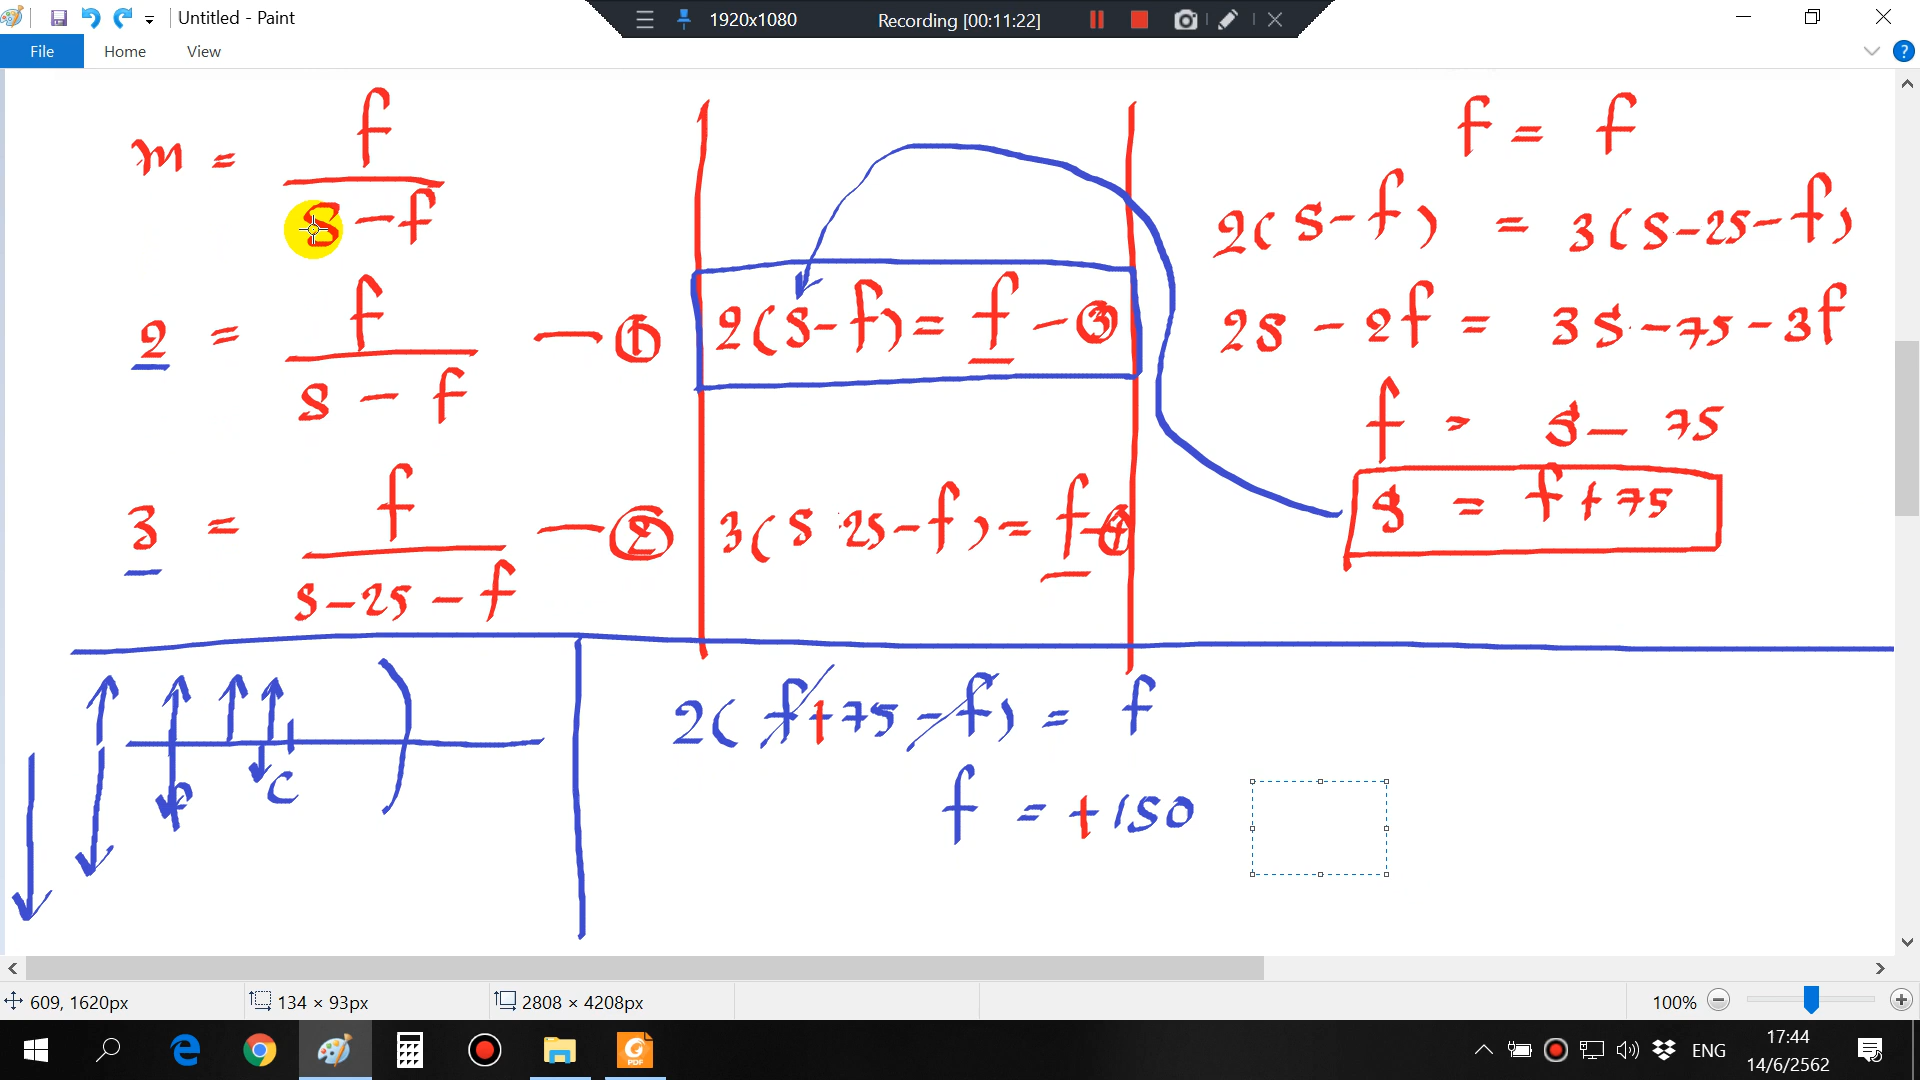 Untitled - Paint
1920x1080
Recording [00:11:22]
File
Home
View
m = f / (s - f)
2 = f / (s - f) — ①
3 = f / (s - 25 - f) — ②
2(s-f) = f - ③
3(s 25-f) = f-④
f = f
2(s-f) = 3(s-25-f)
2s - 2f = 3s-75-3f
f = s - 75
s = f+75
f
C
2(f+75-f) = f
f = +150
609, 1620px
134 × 93px
2808 × 4208px
100%
PDF
ENG
17:44
14/6/2562